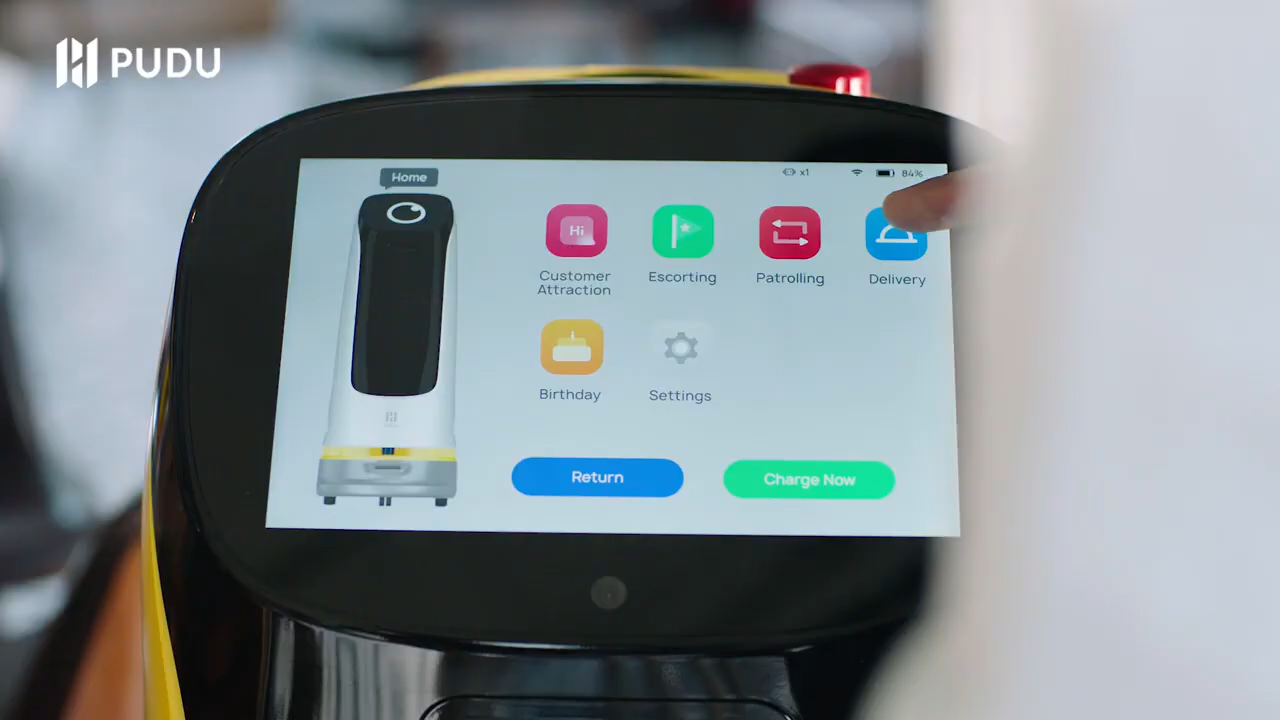 PUDU
Home
x1
84%
Hi
Customer
Attraction
Escorting
Patrolling
Delivery
Birthday
Settings
Return
Charge Now